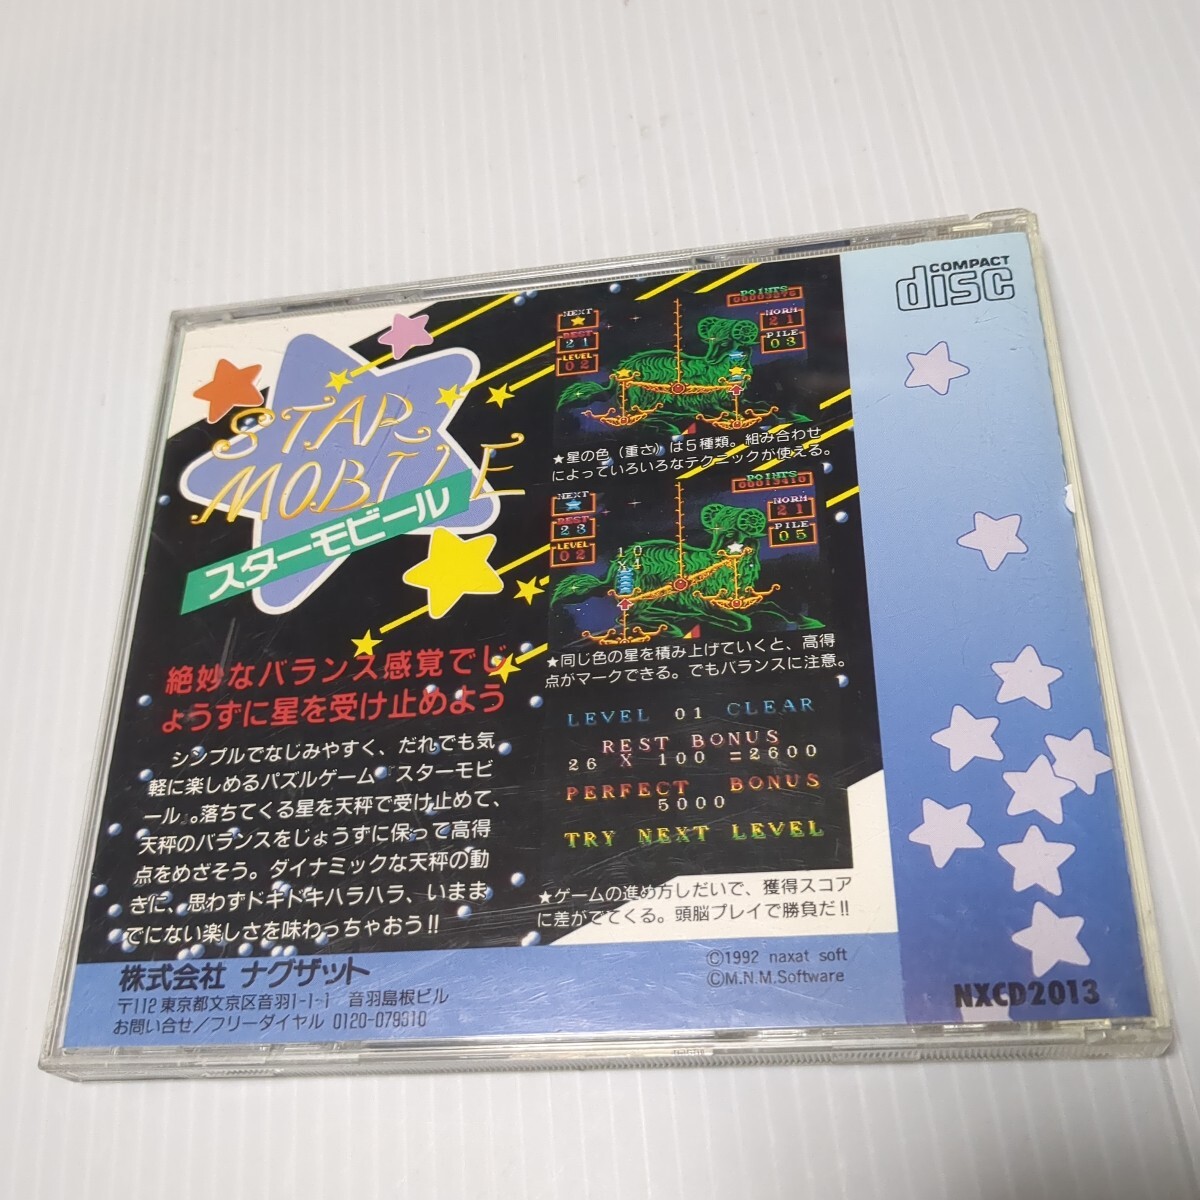 STAR
MOBILE
スターモビール
絶妙なバランス感覚でじ
ょうずに星を受け止めよう
シンプルでなじみやすく、だれでも気
軽に楽しめるパズルゲーム『スターモビ
ール』。落ちてくる星を天秤で受け止めて、
天秤のバランスをじょうずに保って高得
点をめざそう。ダイナミックな天秤の動
きに、思わずドキドキハラハラ、いまま
でにない楽しさを味わっちゃおう!!
NEXT
REST
21
LEVEL
02
POINTS
00003270
NORM
21
PILE
03
★星の色(重さ)は5種類。組み合わせ
によっていろいろなテクニックが使える。
NEXT
REST
23
LEVEL
02
10
X4
POINTS
00013410
NORM
21
PILE
05
★同じ色の星を積み上げていくと、高得
点がマークできる。でもバランスに注意。
LEVEL 01 CLEAR
REST BONUS
26 X 100 =2600
PERFECT BONUS
5000
TRY NEXT LEVEL
★ゲームの進め方しだいで、獲得スコア
に差がでてくる。頭脳プレイで勝負だ!!
株式会社 ナグザット
〒112 東京都文京区音羽1-1-1 音羽島根ビル
お問い合せ/フリーダイヤル 0120-079310
©1992 naxat soft
©M.N.M.Software
COMPACT
disc
NXCD2013